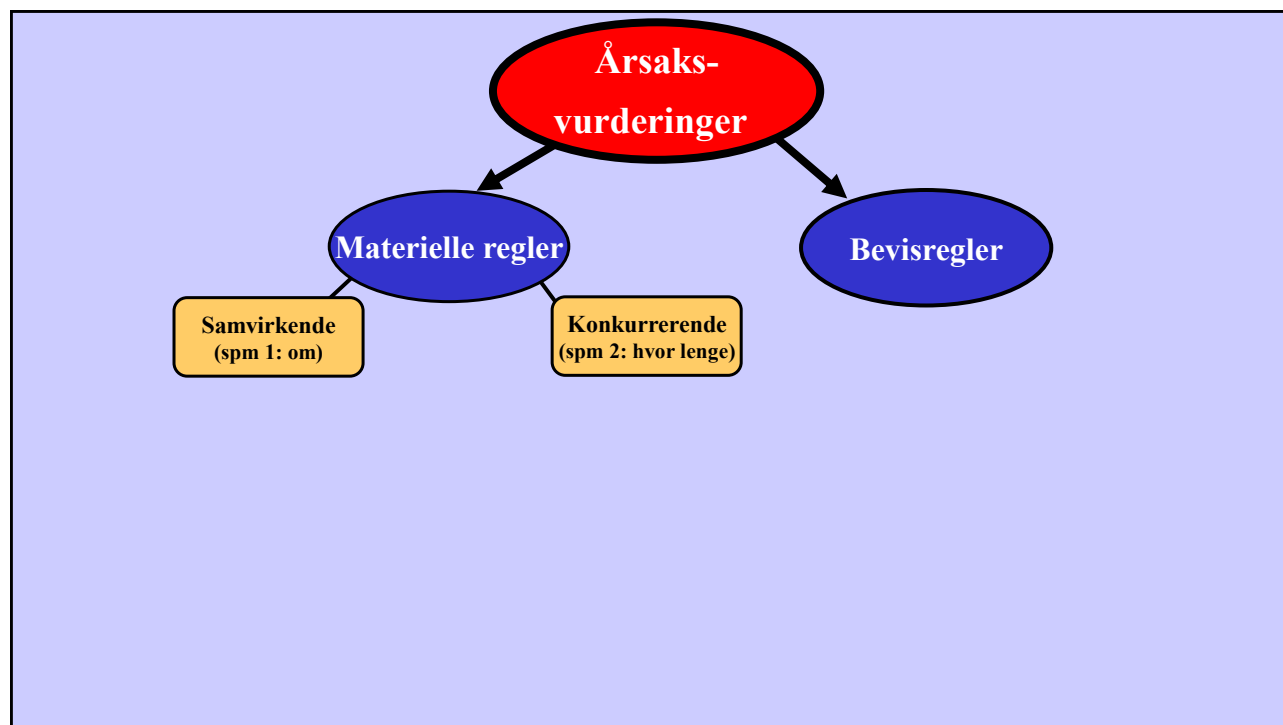 Årsaks-
vurderinger
Materielle regler
Bevisregler
Samvirkende
(spm 1: om)
Konkurrerende
(spm 2: hvor lenge)